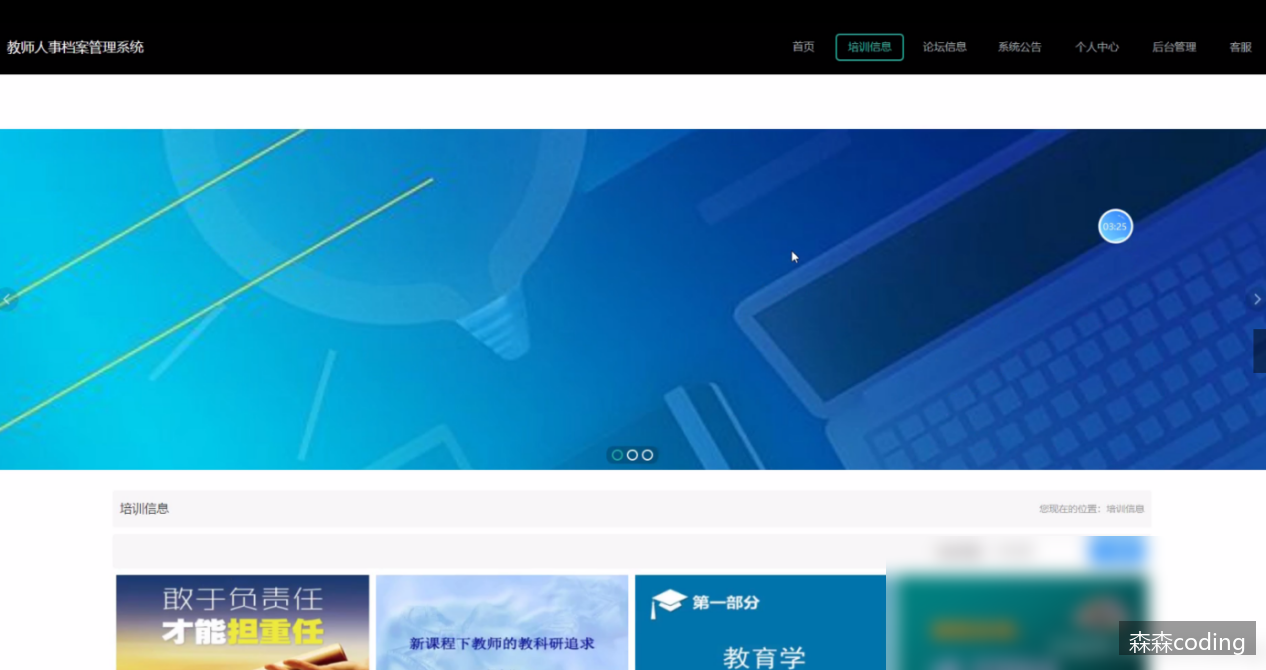 教师人事档案管理系统
首页 培训信息 论坛信息 系统公告 个人中心 后台管理 客服
03:25
培训信息 您现在的位置：培训信息
敢于负责任
才能担重任
新课程下教师的教科研追求
第一部分
教育学
森森coding